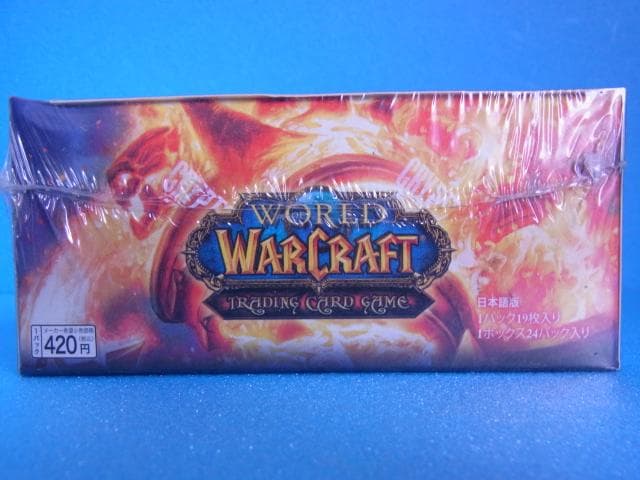 WORLD
WARCRAFT
TRADING CARD GAME
日本語版
1パック19枚入り
1ボックス24パック入り
1パック
メーカー希望小売価格
420円
(税込)